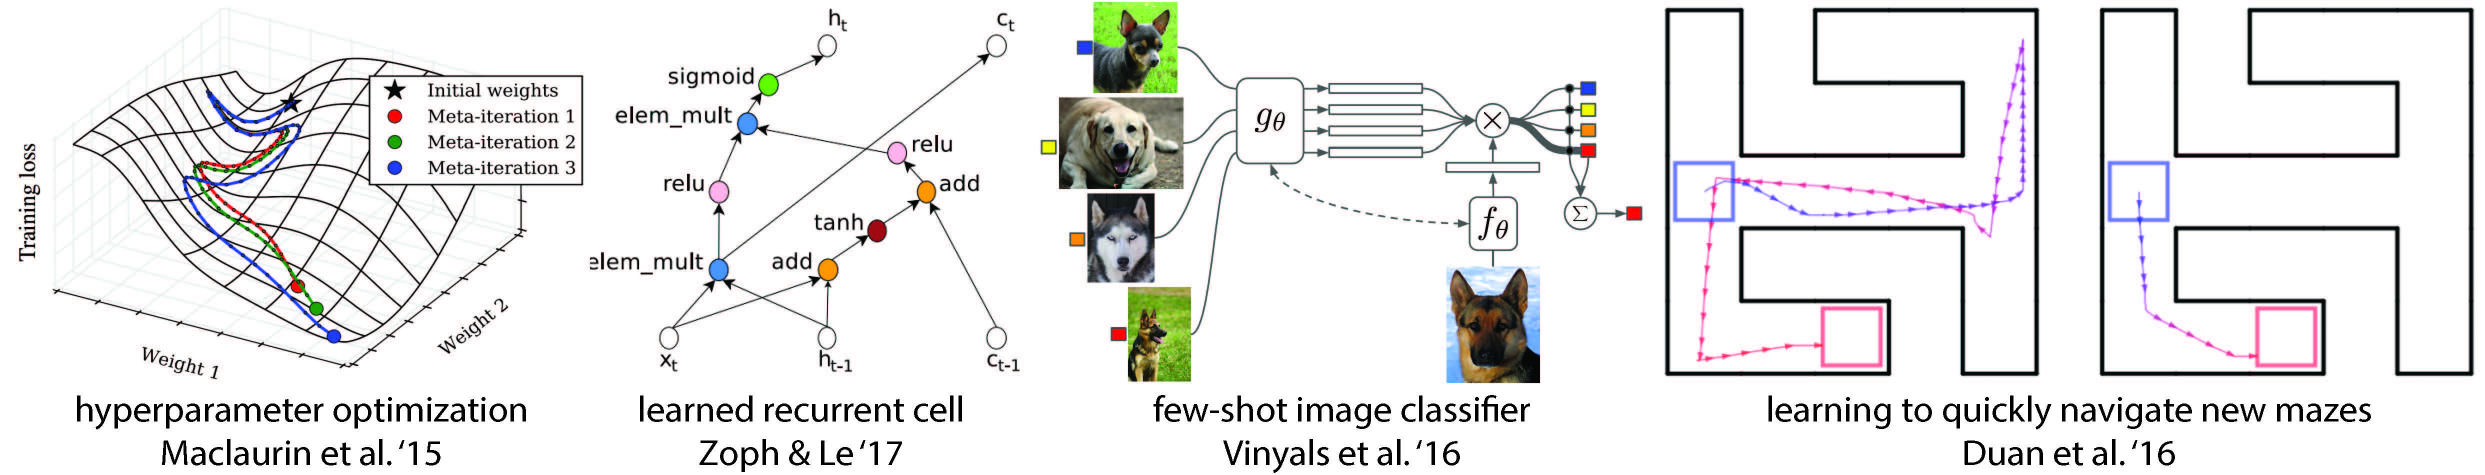 Training loss
Weight 1
Weight 2
Initial weights
Meta-iteration 1
Meta-iteration 2
Meta-iteration 3
hyperparameter optimization
Maclaurin et al. ‘15
hₜ
cₜ
sigmoid
elem_mult
relu
relu
add
tanh
elem_mult
add
xₜ
hₜ₋₁
cₜ₋₁
learned recurrent cell
Zoph & Le ‘17
gθ
×
fθ
Σ
few-shot image classifier
Vinyals et al. ‘16
learning to quickly navigate new mazes
Duan et al. ‘16